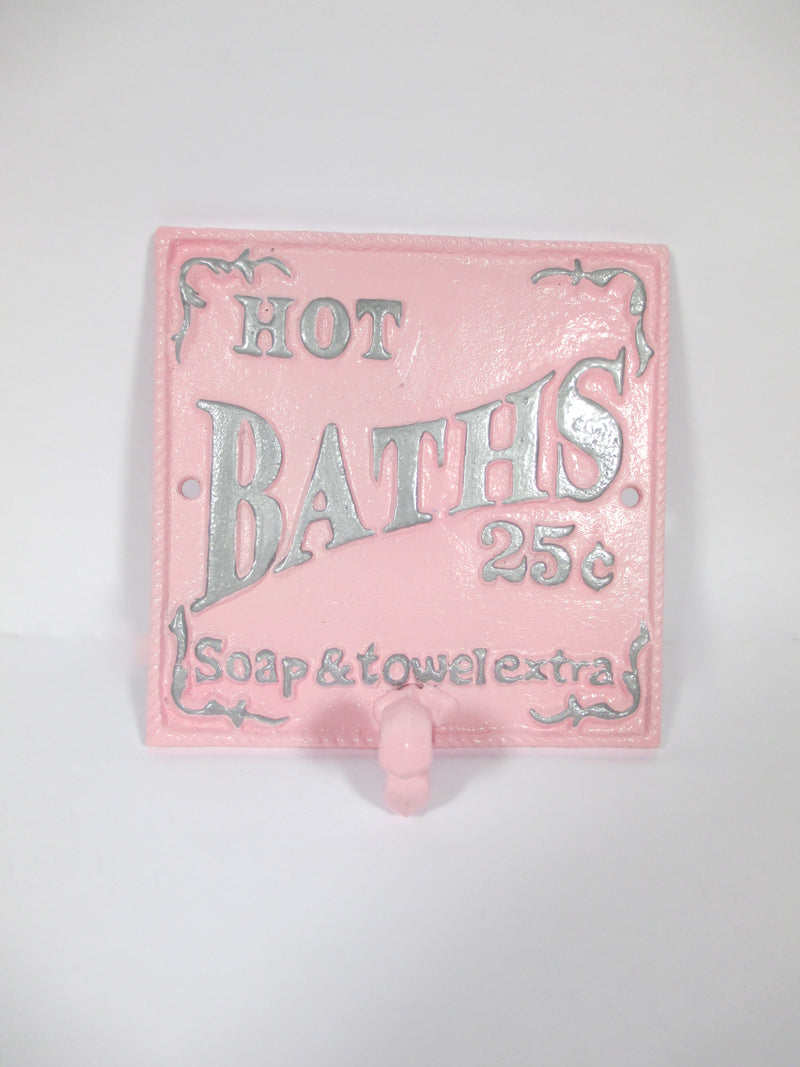 HOT
BATHS
25¢
Soap & towel extra